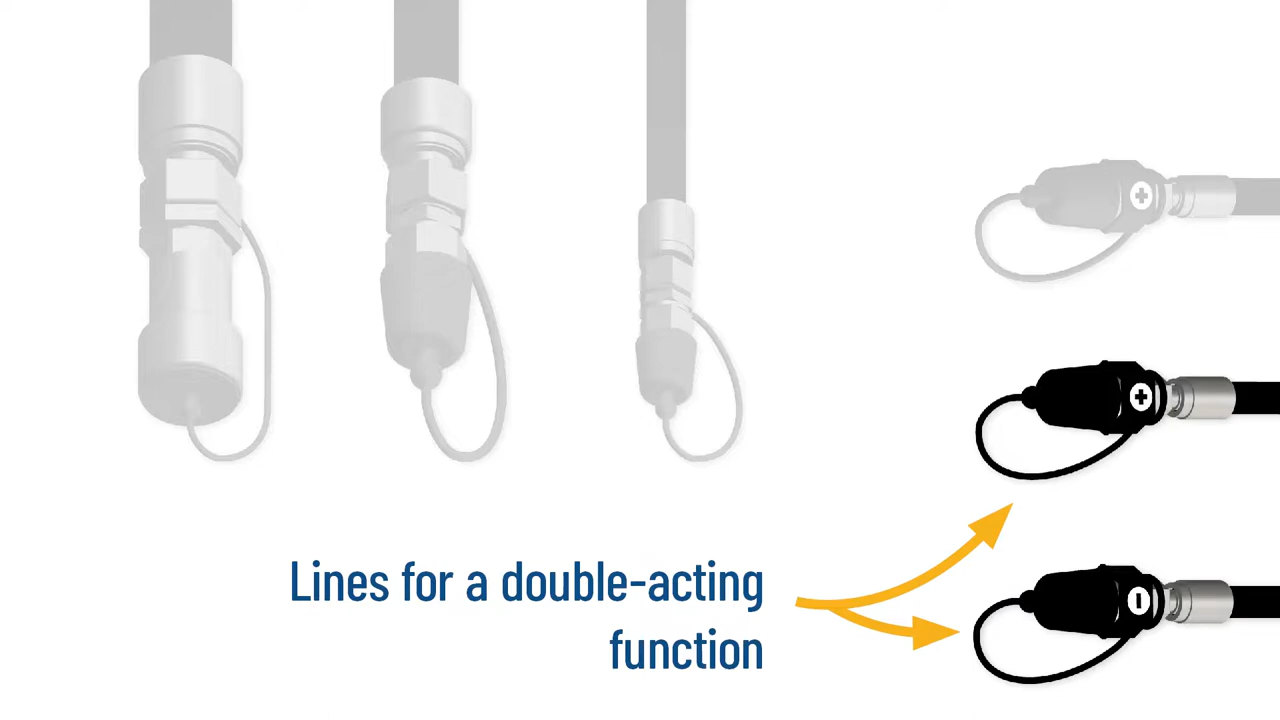 +
+
Lines for a double-acting
function
-